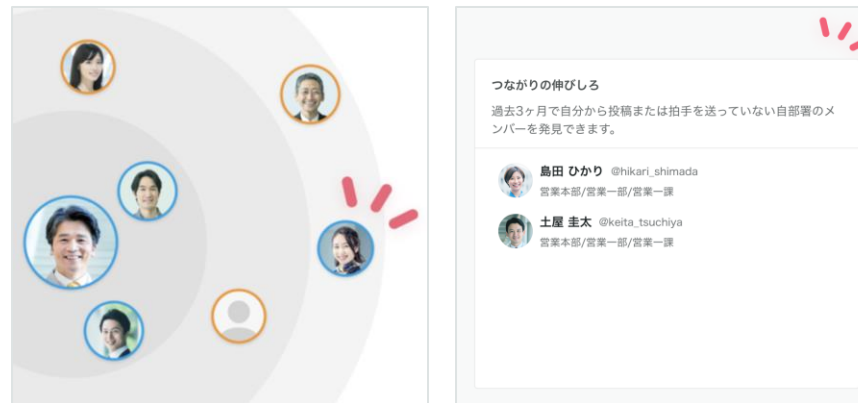 つながりの伸びしろ
過去3ヶ月で自分から投稿または拍手を送っていない自部署のメ
ンバーを発見できます。
島田 ひかり @hikari_shimada
営業本部/営業一部/営業一課
土屋 圭太 @keita_tsuchiya
営業本部/営業一部/営業一課